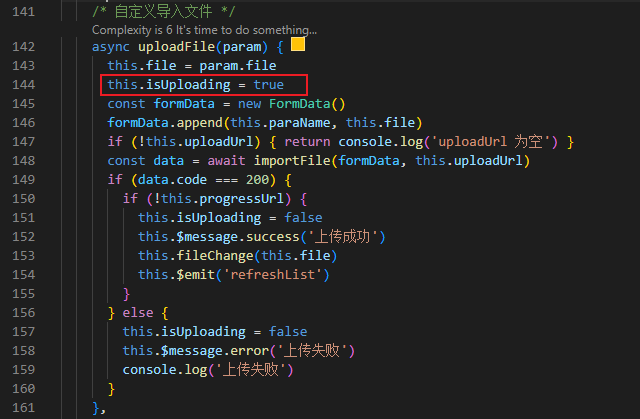 141 /* 自定义导入文件 */
Complexity is 6 It's time to do something...
142 async uploadFile(param) {
143 this.file = param.file
144 this.isUploading = true
145 const formData = new FormData()
146 formData.append(this.paraName, this.file)
147 if (!this.uploadUrl) { return console.log('uploadUrl 为空') }
148 const data = await importFile(formData, this.uploadUrl)
149 if (data.code === 200) {
150 if (!this.progressUrl) {
151 this.isUploading = false
152 this.$message.success('上传成功')
153 this.fileChange(this.file)
154 this.$emit('refreshList')
155 }
156 } else {
157 this.isUploading = false
158 this.$message.error('上传失败')
159 console.log('上传失败')
160 }
161 },